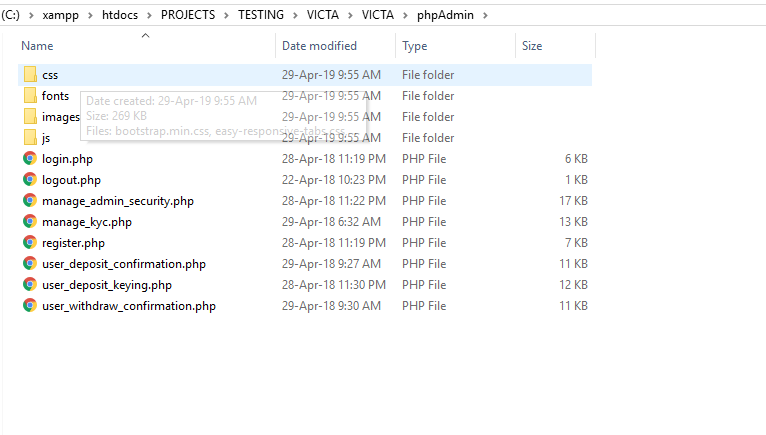 (C:) > xampp > htdocs > PROJECTS > TESTING > VICTA > VICTA > phpAdmin >
Name Date modified Type Size
css 29-Apr-19 9:55 AM File folder
fonts 29-Apr-19 9:55 AM File folder
Date created: 29-Apr-19 9:55 AM
images 29-Apr-19 9:55 AM File folder
Size: 269 KB
Files: bootstrap.min.css, easy-responsive-tabs.css, ...
js 29-Apr-19 9:55 AM File folder
login.php 28-Apr-18 11:19 PM PHP File 6 KB
logout.php 22-Apr-18 10:23 PM PHP File 1 KB
manage_admin_security.php 28-Apr-18 11:22 PM PHP File 17 KB
manage_kyc.php 29-Apr-18 6:32 AM PHP File 13 KB
register.php 28-Apr-18 11:19 PM PHP File 7 KB
user_deposit_confirmation.php 29-Apr-18 9:27 AM PHP File 11 KB
user_deposit_keying.php 28-Apr-18 11:30 PM PHP File 12 KB
user_withdraw_confirmation.php 29-Apr-18 9:30 AM PHP File 11 KB